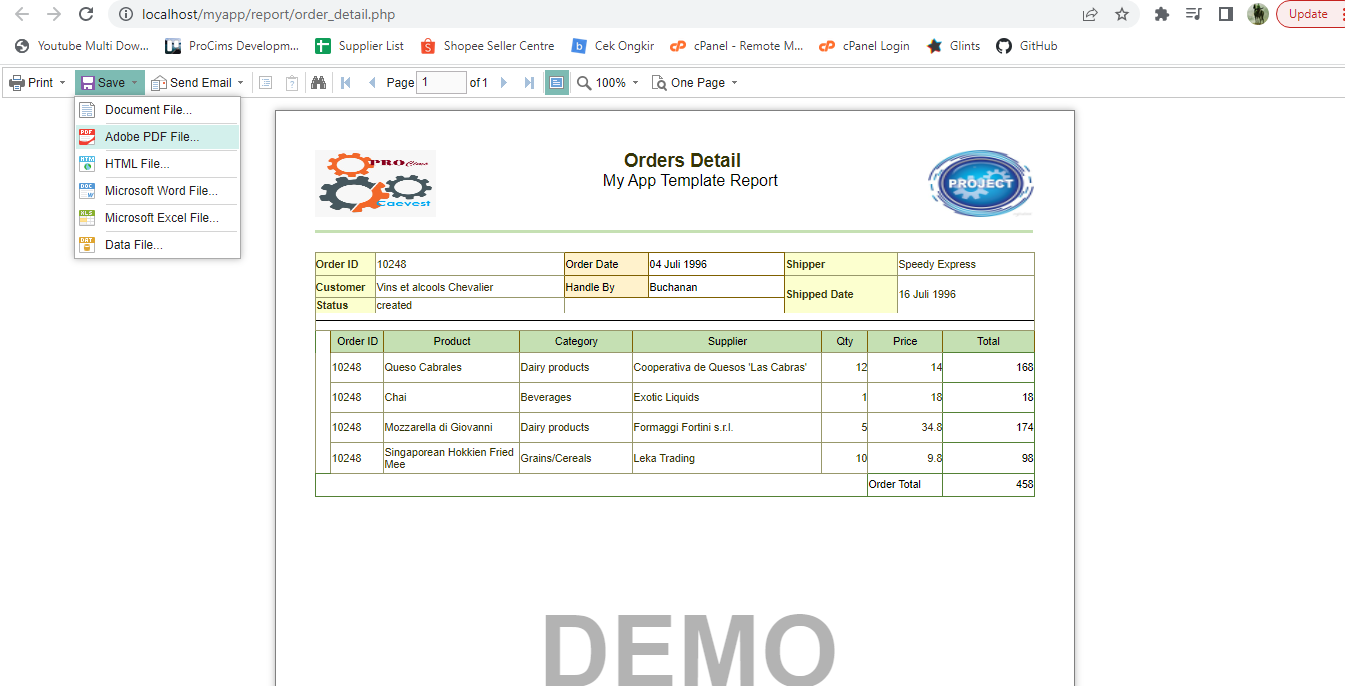 localhost/myapp/report/order_detail.php
Update
Youtube Multi Dow... ProCims Developm... Supplier List Shopee Seller Centre Cek Ongkir cPanel - Remote M... cPanel Login Glints GitHub
Print Save Send Email Page 1 of 1 100% One Page
Document File...
Adobe PDF File...
HTML File...
Microsoft Word File...
Microsoft Excel File...
Data File...
PRO Cims
Caevest
Orders Detail
My App Template Report
PROJECT
Order ID 10248 Order Date 04 Juli 1996 Shipper Speedy Express
Customer Vins et alcools Chevalier Handle By Buchanan Shipped Date 16 Juli 1996
Status created
Order ID Product Category Supplier Qty Price Total
10248 Queso Cabrales Dairy products Cooperativa de Quesos 'Las Cabras' 12 14 168
10248 Chai Beverages Exotic Liquids 1 18 18
10248 Mozzarella di Giovanni Dairy products Formaggi Fortini s.r.l. 5 34.8 174
10248 Singaporean Hokkien Fried Mee Grains/Cereals Leka Trading 10 9.8 98
Order Total 458
DEMO